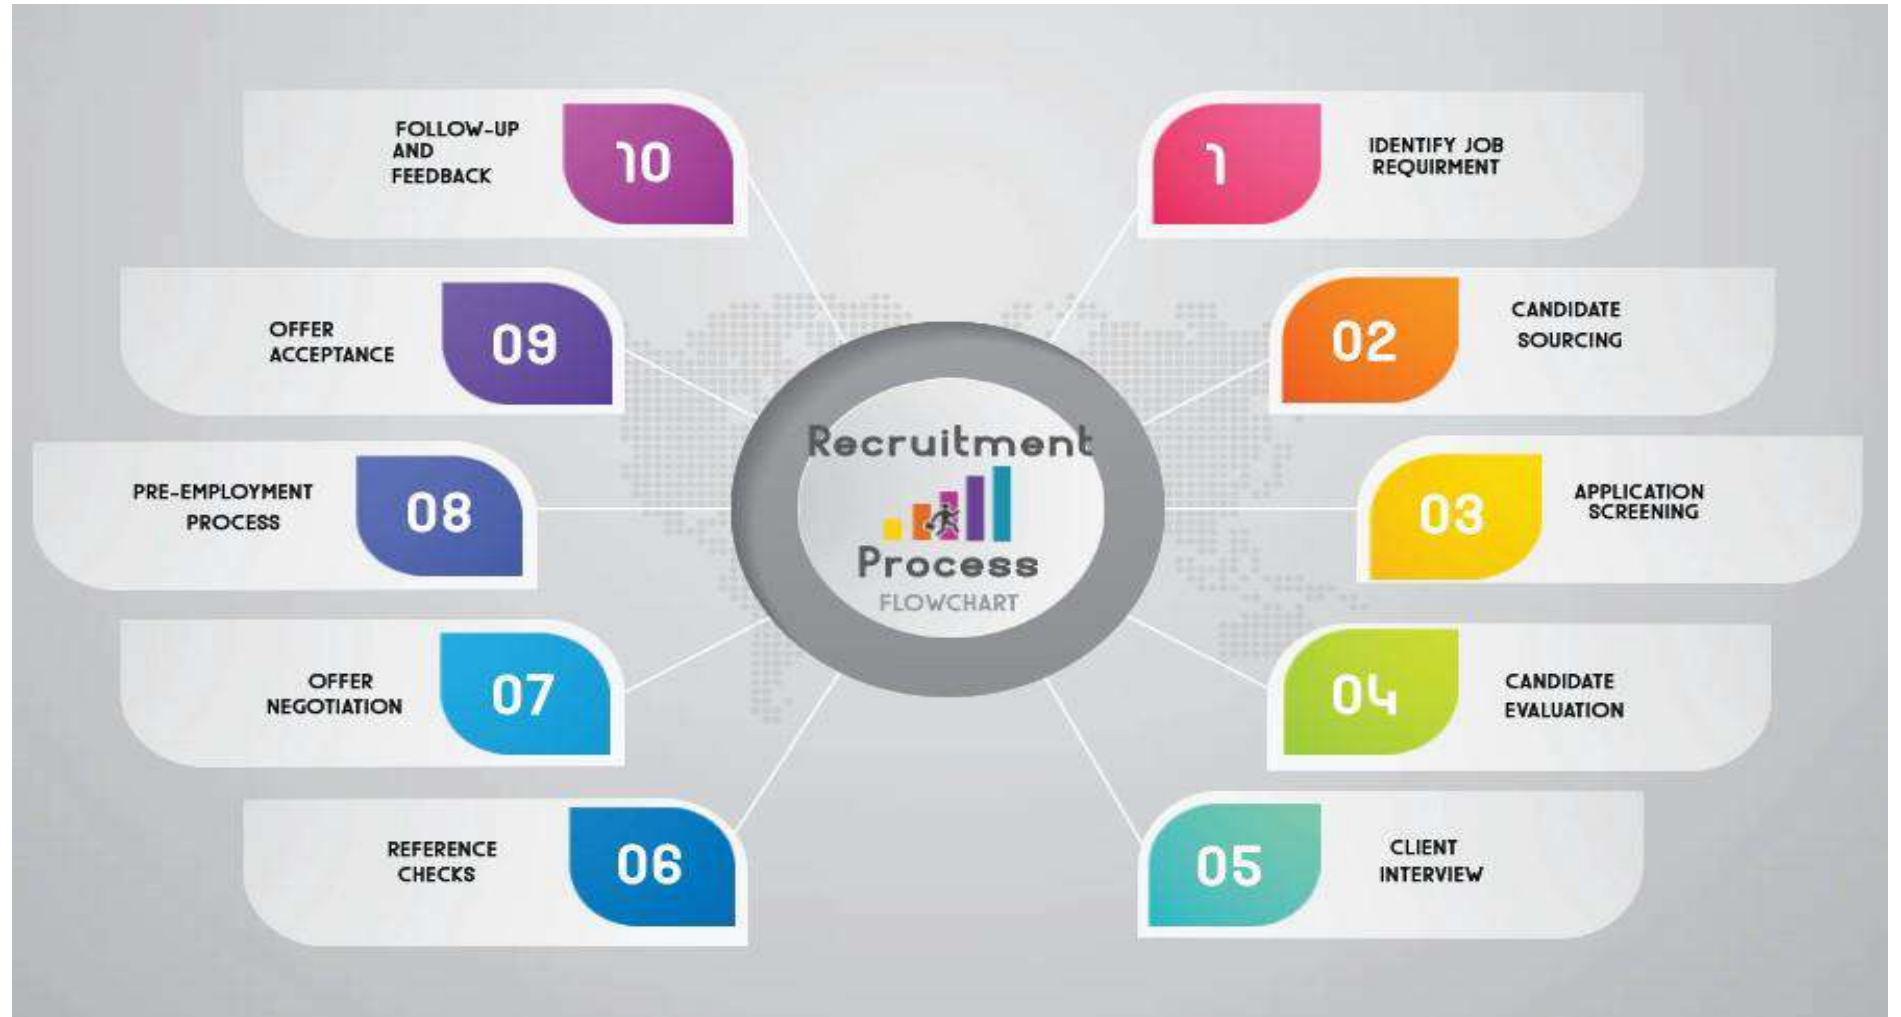 Recruitment
Process
FLOWCHART
1
IDENTIFY JOB
REQUIRMENT
02
CANDIDATE
SOURCING
03
APPLICATION
SCREENING
04
CANDIDATE
EVALUATION
05
CLIENT
INTERVIEW
06
REFERENCE
CHECKS
07
OFFER
NEGOTIATION
08
PRE-EMPLOYMENT
PROCESS
09
OFFER
ACCEPTANCE
10
FOLLOW-UP
AND
FEEDBACK